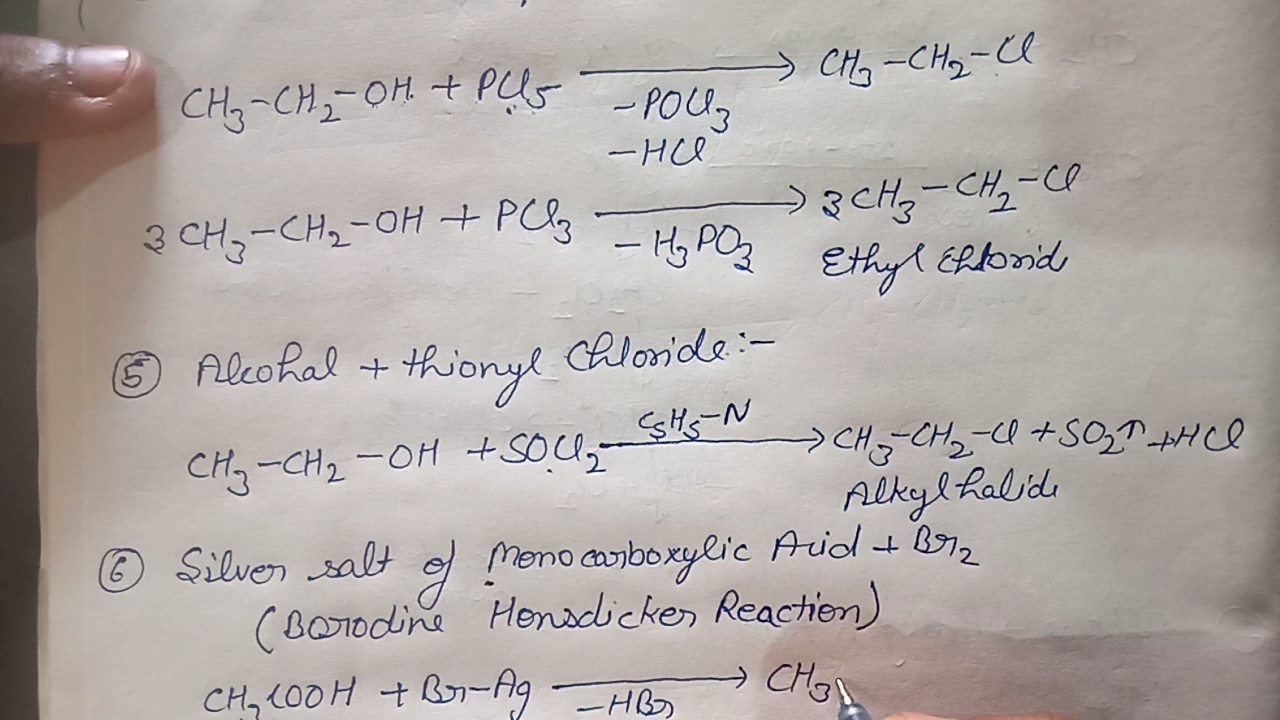 CH₃-CH₂-OH + PCl₅ → CH₃-CH₂-Cl
-POCl₃
-HCl
3CH₃-CH₂-OH + PCl₃ → 3CH₃-CH₂-Cl
-H₃PO₃ Ethyl Chlorid
⑤ Alcohal + thionyl Chloride:-
C₅H₅-N
CH₃-CH₂-OH + SOCl₂ → CH₃-CH₂-Cl + SO₂↑ + HCl
Alkyl halide
⑥ Silver salt of Monocarboxylic Acid + Br₂
(Borodine Honsdicker Reaction)
CH₃COOH + Br-Ag → CH₃
-HBr